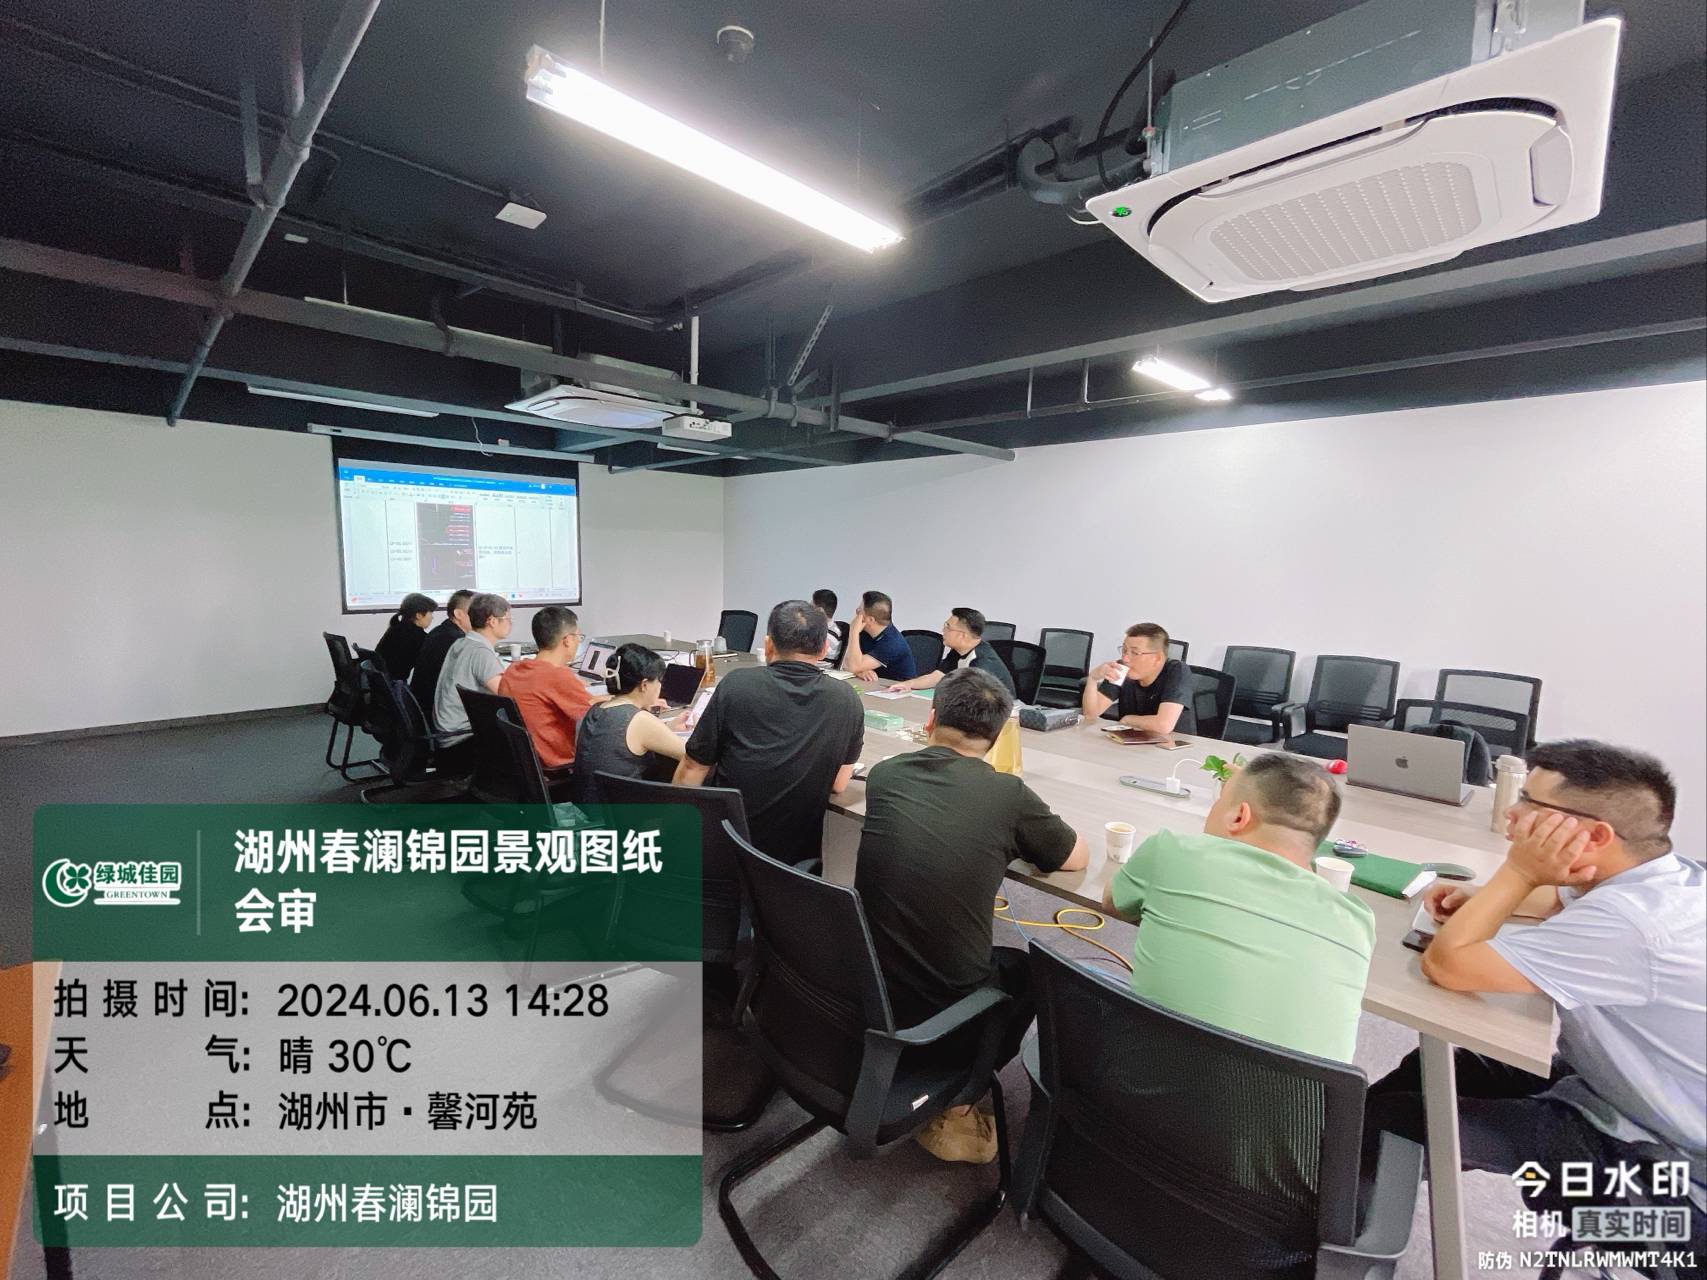 绿城佳园
GREENTOWN
湖州春澜锦园景观图纸
会审
拍摄时间: 2024.06.13 14:28
天气: 晴 30℃
地点: 湖州市·馨河苑
项目公司: 湖州春澜锦园
今日水印
相机 真实时间
防伪 N2TNLRWMWMT4K1